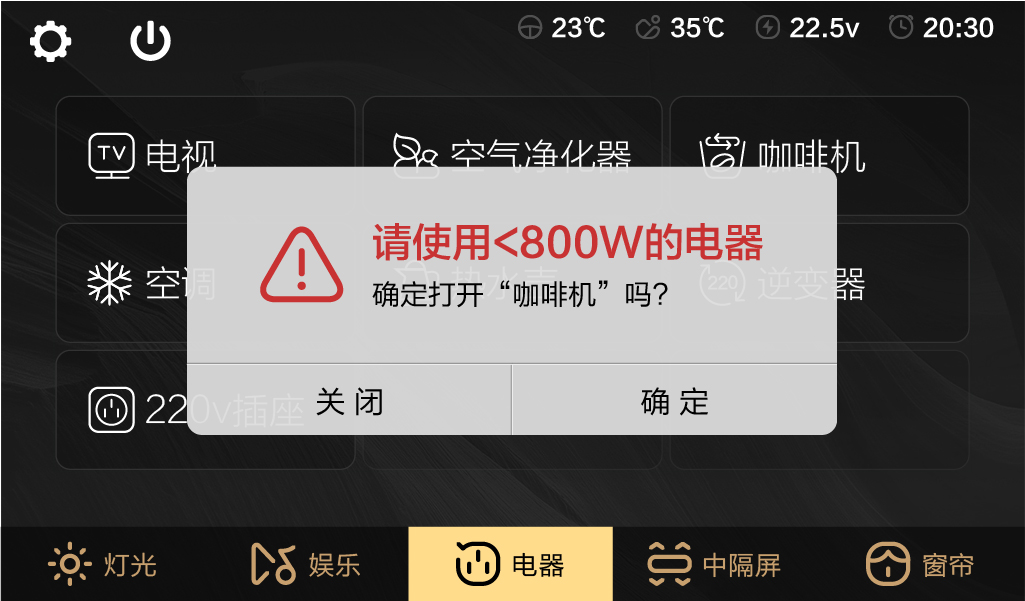 23℃ 35℃ 22.5v 20:30
TV 电视 空气净化器 咖啡机
请使用<800W的电器
确定打开“咖啡机”吗？
空调 热水壶 220 逆变器
220v插座
关 闭 确 定
灯光 娱乐 电器 中隔屏 窗帘